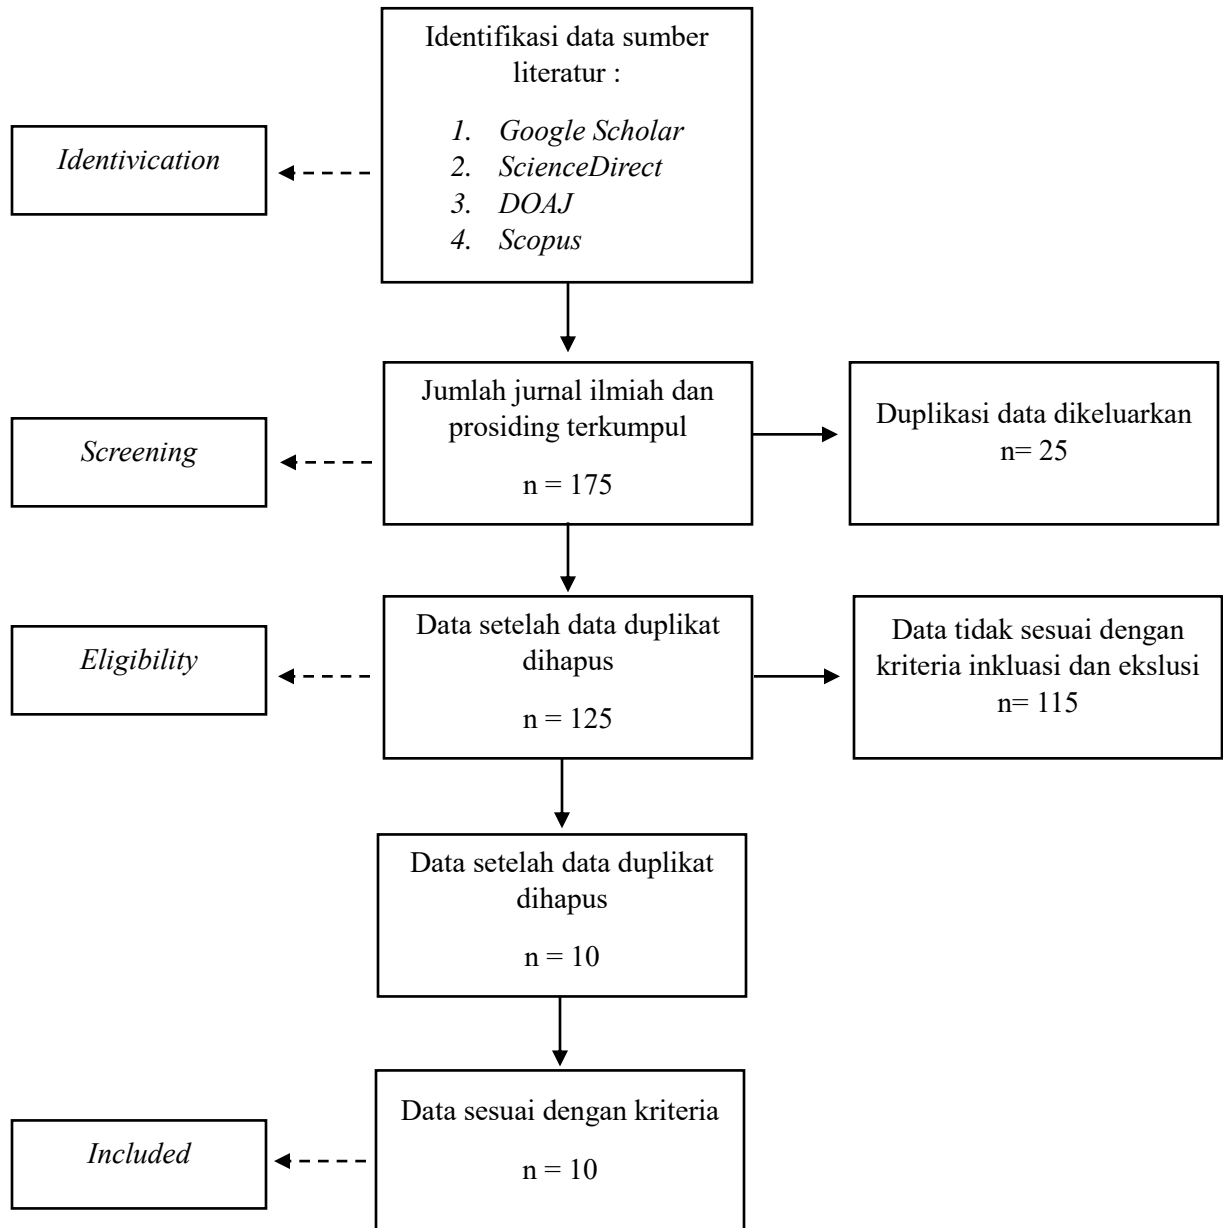 Identifikasi data sumber
literatur :
1. Google Scholar
2. ScienceDirect
3. DOAJ
4. Scopus
Identivication
Jumlah jurnal ilmiah dan
prosiding terkumpul
n = 175
Duplikasi data dikeluarkan
n= 25
Screening
Data setelah data duplikat
dihapus
n = 125
Data tidak sesuai dengan
kriteria inkluasi dan ekslusi
n= 115
Eligibility
Data setelah data duplikat
dihapus
n = 10
Data sesuai dengan kriteria
n = 10
Included